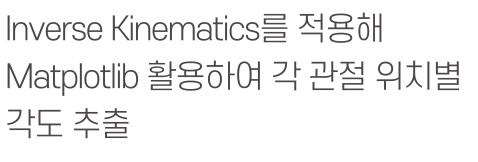 Inverse Kinematics를 적용해
Matplotlib 활용하여 각 관절 위치별
각도 추출